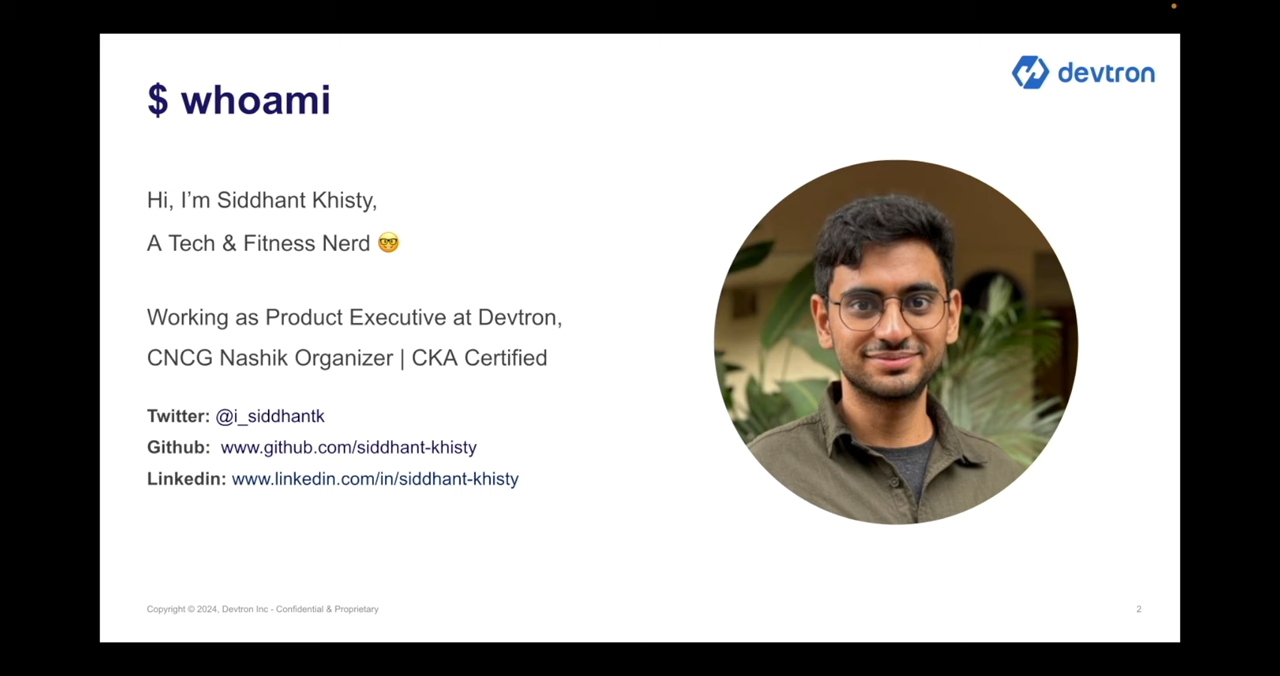 devtron
$ whoami
Hi, I’m Siddhant Khisty,
A Tech & Fitness Nerd 🤓
Working as Product Executive at Devtron,
CNCG Nashik Organizer | CKA Certified
Twitter: @i_siddhantk
Github: www.github.com/siddhant-khisty
Linkedin: www.linkedin.com/in/siddhant-khisty
Copyright © 2024, Devtron Inc - Confidential & Proprietary
2